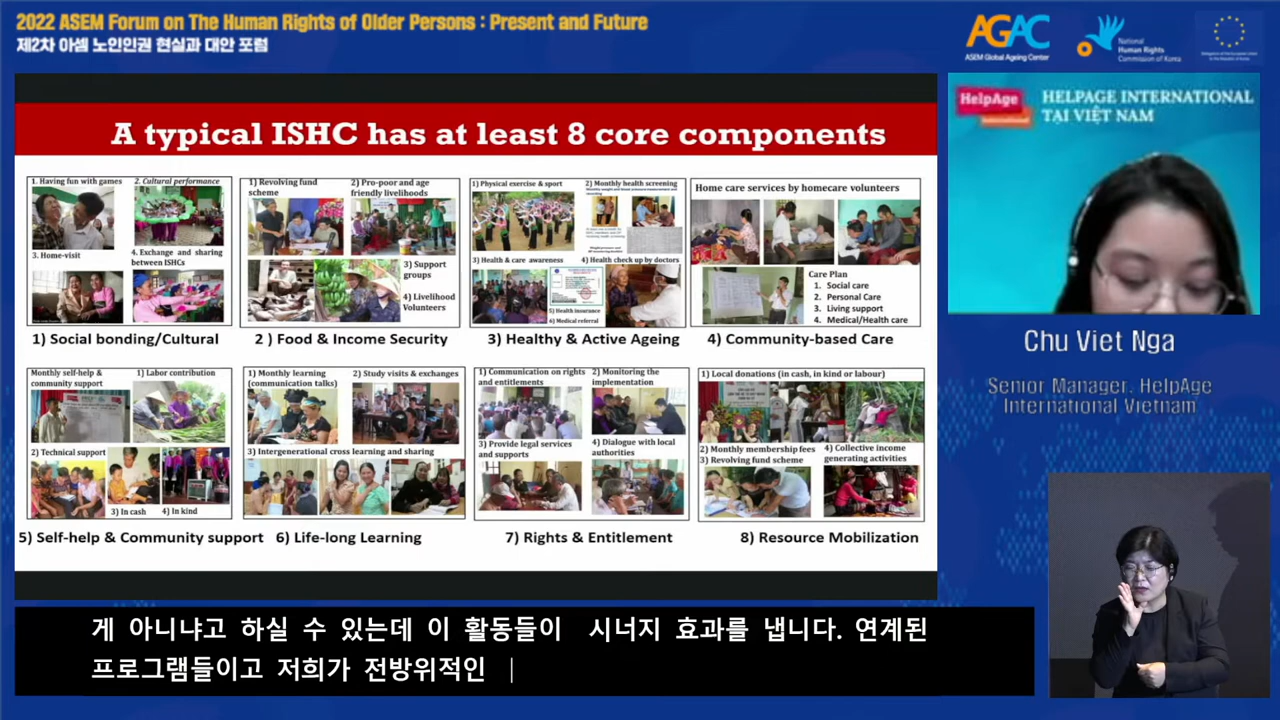 2022 ASEM Forum on The Human Rights of Older Persons : Present and Future
제2차 아셈 노인인권 현실과 대안 포럼
AGAC
ASEM Global Ageing Center
National
Human Rights
Commission of Korea
A typical ISHC has at least 8 core components
1. Having fun with games
2. Cultural performance
3. Home-visit
4. Exchange and sharing
between ISHCs
1) Social bonding/Cultural
1) Revolving fund
scheme
2) Pro-poor and age
friendly livelihoods
3) Support
groups
4) Livelihood
Volunteers
2 ) Food & Income Security
1) Physical exercise & sport
2) Monthly health screening
3) Health & care awareness
4) Health check up by doctors
5) Health insurance
6) Medical referral
3) Healthy & Active Ageing
Home care services by homecare volunteers
Care Plan
1. Social care
2. Personal Care
3. Living support
4. Medical/Health care
4) Community-based Care
Monthly self-help &
community support
1) Labor contribution
2) Technical support
3) In cash
4) In kind
5) Self-help & Community support
1) Monthly learning
(communication talks)
2) Study visits & exchanges
3) Intergenerational cross learning and sharing
6) Life-long Learning
1) Communication on rights
and entitlements
2) Monitoring the
implementation
3) Provide legal services
and supports
4) Dialogue with local
authorities
7) Rights & Entitlement
1) Local donations (in cash, in kind or labour)
2) Monthly membership fees
3) Revolving fund scheme
4) Collective income
generating activities
8) Resource Mobilization
HelpAge
International
HELPAGE INTERNATIONAL
TẠI VIỆT NAM
Chu Viet Nga
Senior Manager. HelpAge
International Vietnam
게 아니냐고 하실 수 있는데 이 활동들이 시너지 효과를 냅니다. 연계된
프로그램들이고 저희가 전방위적인